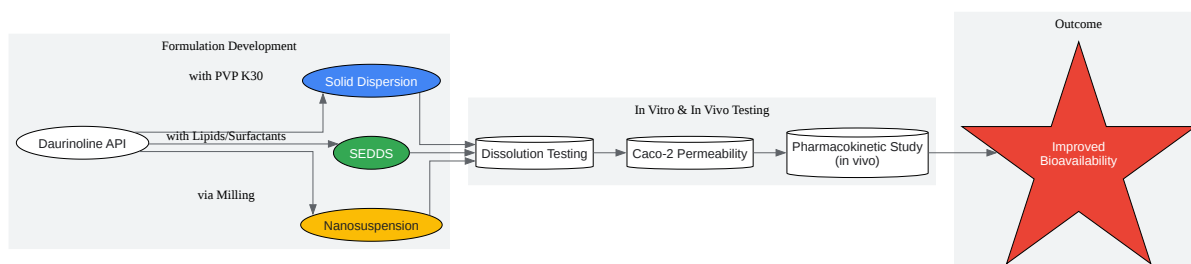 Formulation Development
with PVP K30
Solid Dispersion
Daurinoline API
with Lipids/Surfactants
SEDDS
via Milling
Nanosuspension
In Vitro & In Vivo Testing
Dissolution Testing
Caco-2 Permeability
Pharmacokinetic Study
(in vivo)
Outcome
Improved
Bioavailability